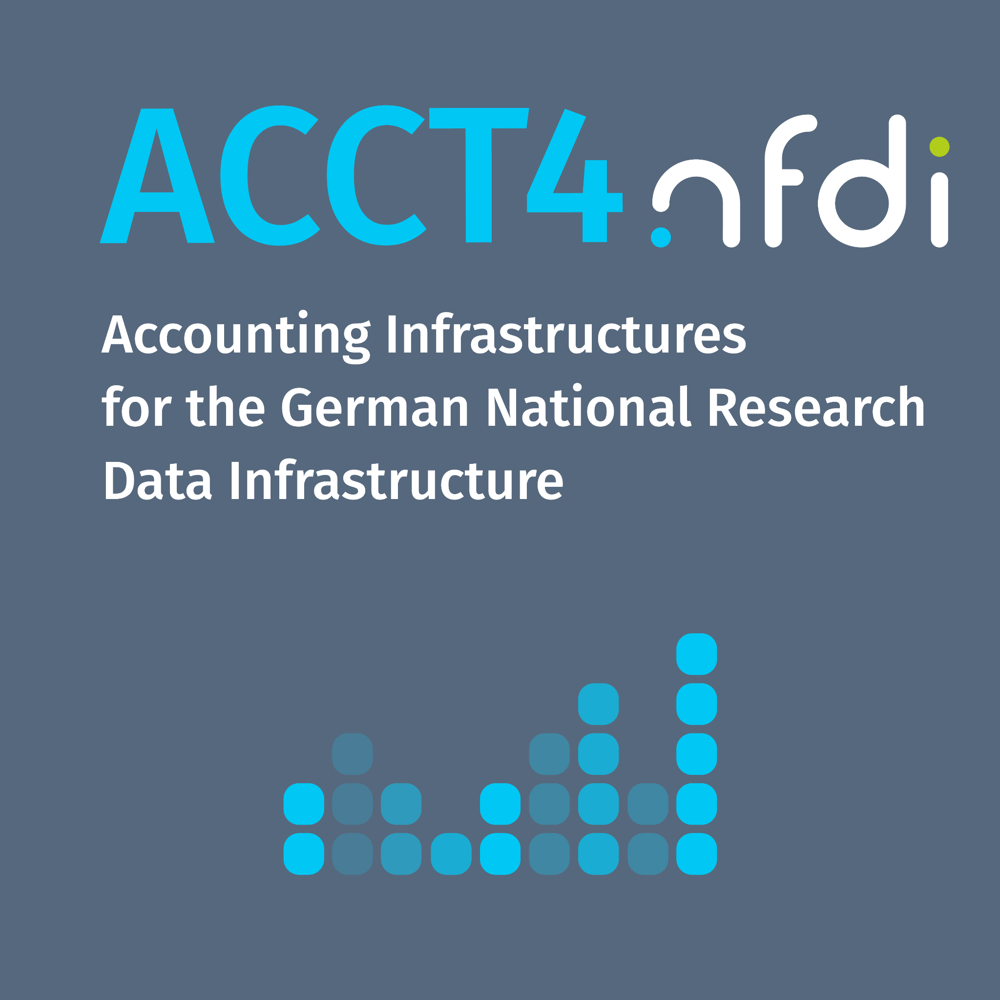 ACCT4nfdi
Accounting Infrastructures
for the German National Research
Data Infrastructure